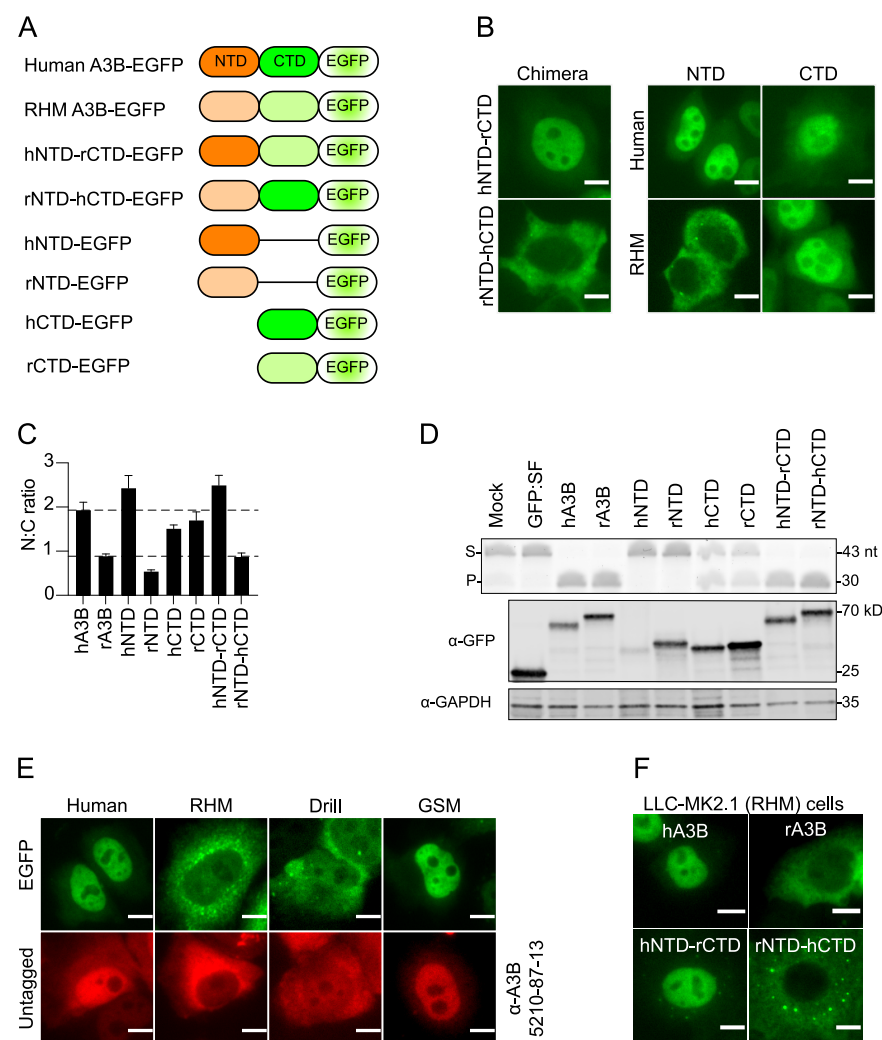 A
Human A3B-EGFP NTD CTD EGFP
RHM A3B-EGFP EGFP
hNTD-rCTD-EGFP EGFP
rNTD-hCTD-EGFP EGFP
hNTD-EGFP EGFP
rNTD-EGFP EGFP
hCTD-EGFP EGFP
rCTD-EGFP EGFP
B
Chimera NTD CTD
hNTD-rCTD
rNTD-hCTD
Human
RHM
C
N:C ratio
3
2
1
0
hA3B rA3B hNTD rNTD hCTD rCTD hNTD-rCTD rNTD-hCTD
D
Mock GFP:SF hA3B rA3B hNTD rNTD hCTD rCTD hNTD-rCTD rNTD-hCTD
S 43 nt
P 30
α-GFP 70 kD
25
α-GAPDH 35
E
Human RHM Drill GSM
EGFP
Untagged
α-A3B
5210-87-13
F
LLC-MK2.1 (RHM) cells
hA3B rA3B
hNTD-rCTD rNTD-hCTD